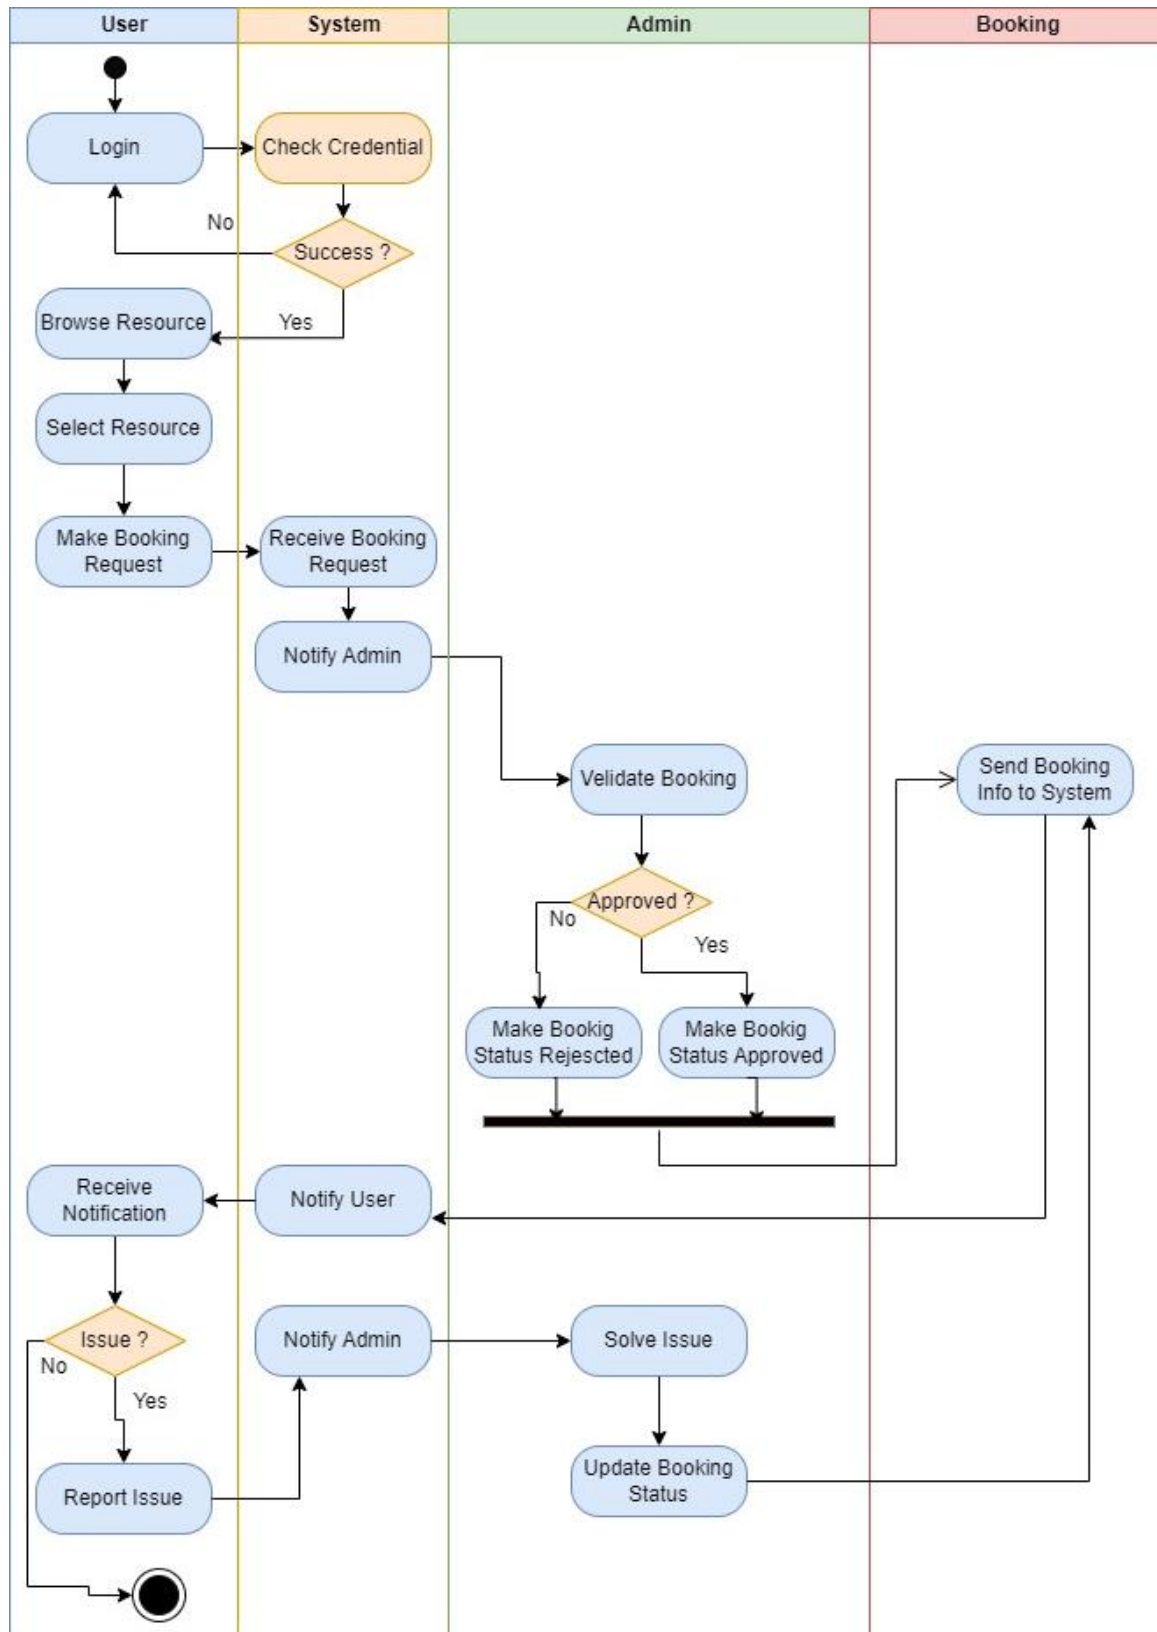 User
System
Admin
Booking
Login
Check Credential
No
Success ?
Browse Resource
Yes
Select Resource
Make Booking
Request
Receive Booking
Request
Notify Admin
Velidate Booking
Send Booking
Info to System
Approved ?
No
Yes
Make Bookig
Status Rejescted
Make Bookig
Status Approved
Receive
Notification
Notify User
Issue ?
No
Yes
Notify Admin
Solve Issue
Report Issue
Update Booking
Status